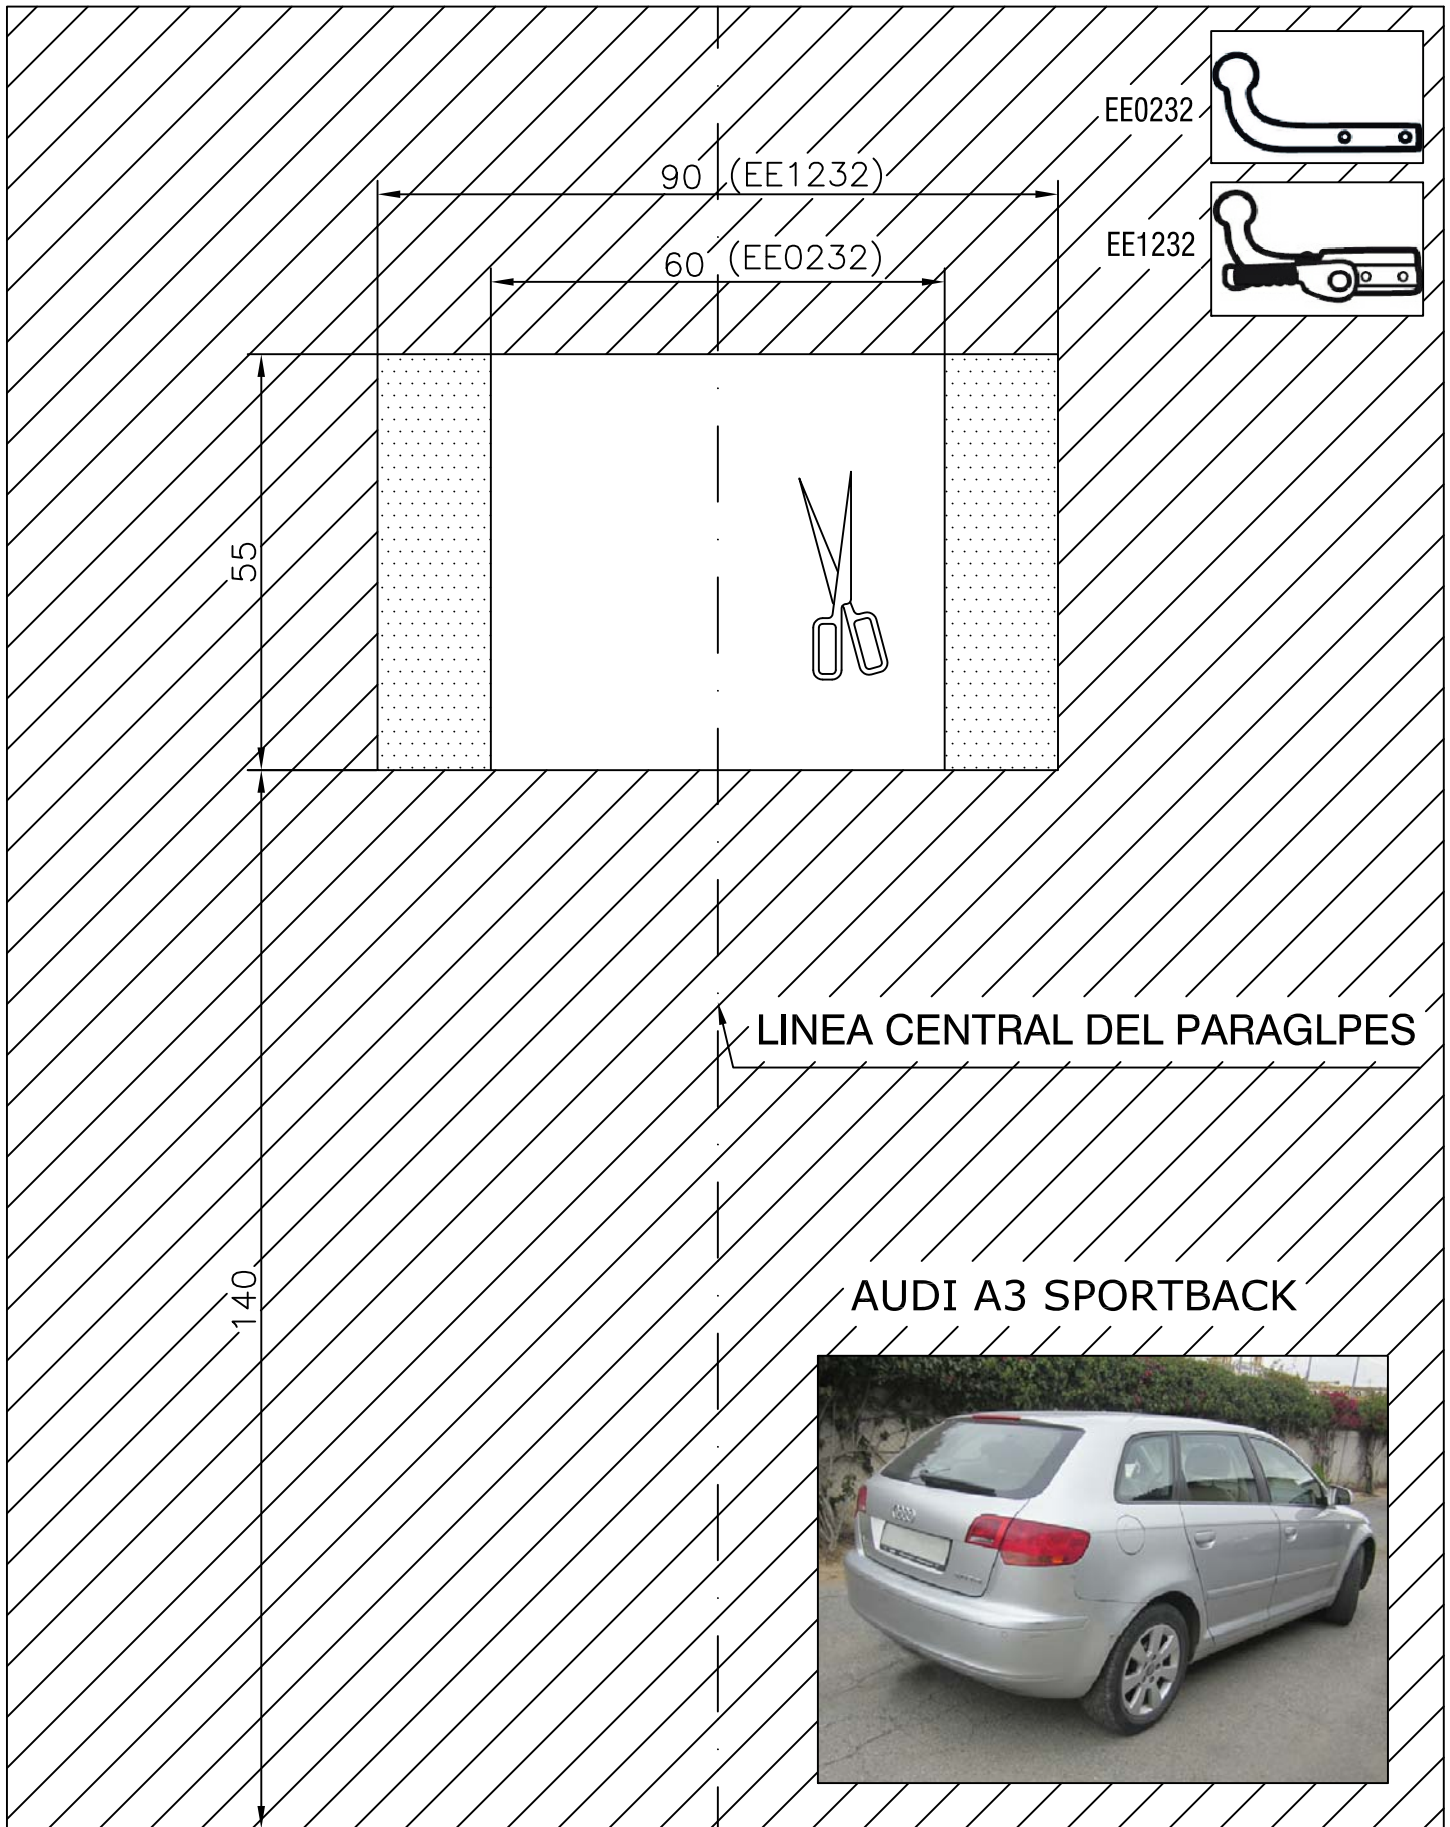 EE0232
90 (EE1232)
EE1232
60 (EE0232)
55
LINEA CENTRAL DEL PARAGLPES
140
AUDI A3 SPORTBACK